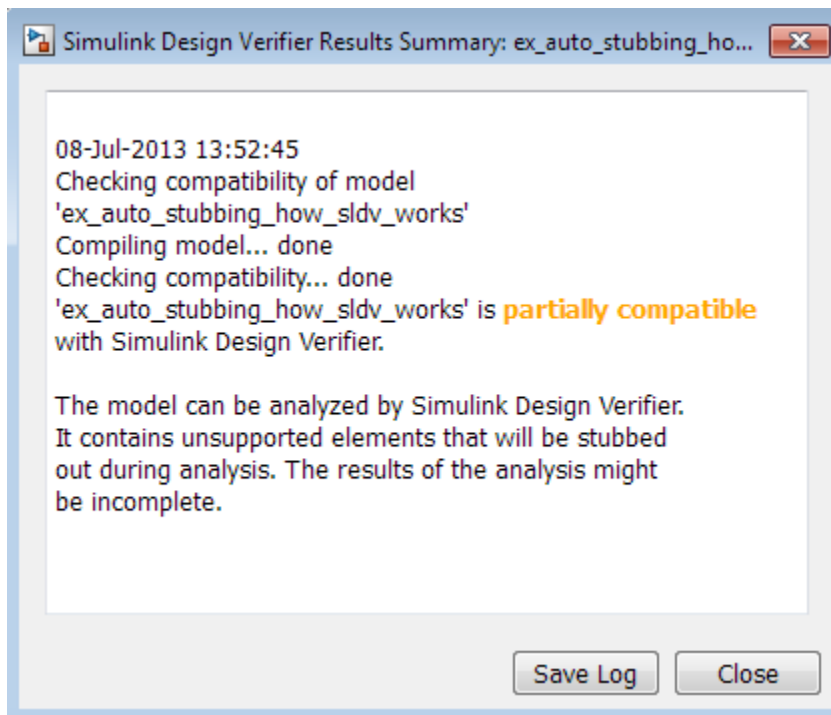 Simulink Design Verifier Results Summary: ex_auto_stubbing_ho...
08-Jul-2013 13:52:45
Checking compatibility of model
'ex_auto_stubbing_how_sldv_works'
Compiling model... done
Checking compatibility... done
'ex_auto_stubbing_how_sldv_works' is partially compatible
with Simulink Design Verifier.
The model can be analyzed by Simulink Design Verifier.
It contains unsupported elements that will be stubbed
out during analysis. The results of the analysis might
be incomplete.
Save Log Close